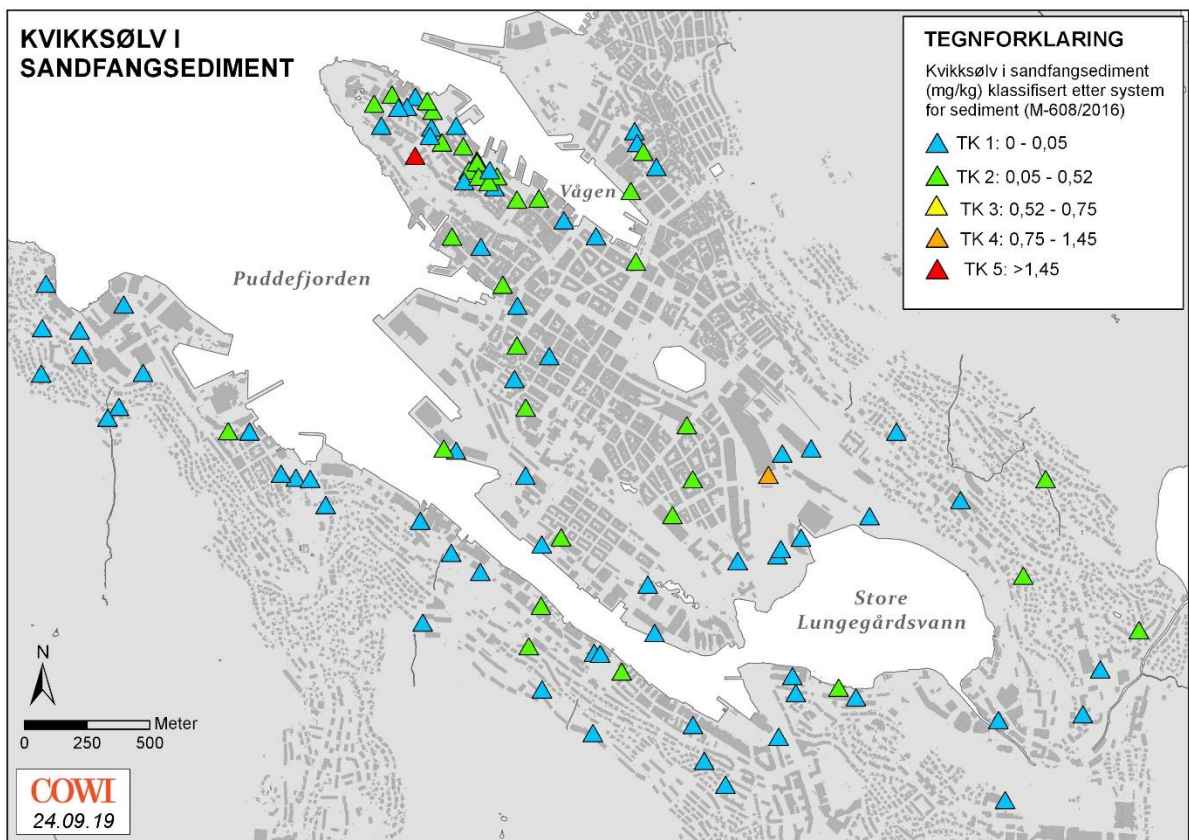 KVIKKSØLV I
SANDFANGSEDIMENT
TEGNFORKLARING
Kvikksølv i sandfangsediment
(mg/kg) klassifisert etter system
for sediment (M-608/2016)
TK 1: 0 - 0,05
TK 2: 0,05 - 0,52
TK 3: 0,52 - 0,75
TK 4: 0,75 - 1,45
TK 5: >1,45
Vågen
Puddefjorden
Store
Lungegårdsvann
N
Meter
0 250 500
COWI
24.09.19